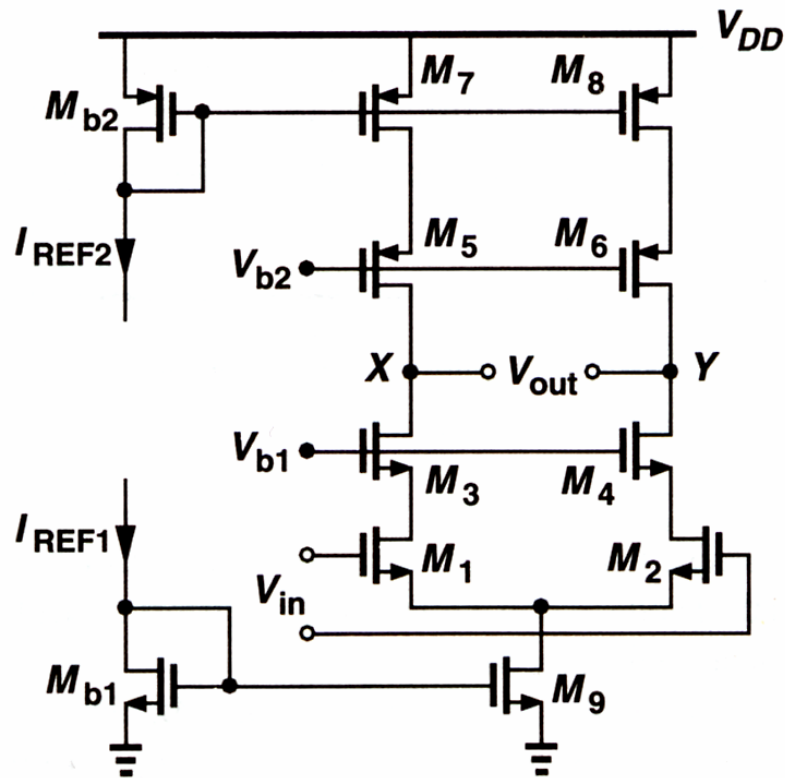 V_DD
M_b2
M_7
M_8
I_REF2
V_b2
M_5
M_6
X
V_out
Y
V_b1
M_3
M_4
I_REF1
V_in
M_1
M_2
M_b1
M_9